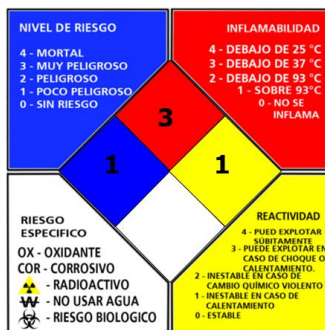 NIVEL DE RIESGO
4 - MORTAL
3 - MUY PELIGROSO
2 - PELIGROSO
1 - POCO PELIGROSO
0 - SIN RIESGO
INFLAMABILIDAD
4 - DEBAJO DE 25 °C
3 - DEBAJO DE 37 °C
2 - DEBAJO DE 93 °C
1 - SOBRE 93°C
0 - NO SE
INFLAMA
3
1
1
RIESGO
ESPECIFICO
OX - OXIDANTE
COR - CORROSIVO
- RADIOACTIVO
W - NO USAR AGUA
- RIESGO BIOLOGICO
REACTIVIDAD
4 - PUED EXPLOTAR
SÚBITAMENTE
3 - PUEDE EXPLOTAR EN
CASO DE CHOQUE O
CALENTAMIENTO.
2 - INESTABLE EN CASO DE
CAMBIO QUÍMICO VIOLENTO
1 - INESTABLE EN CASO DE
CALENTAMIENTO
0 - ESTABLE